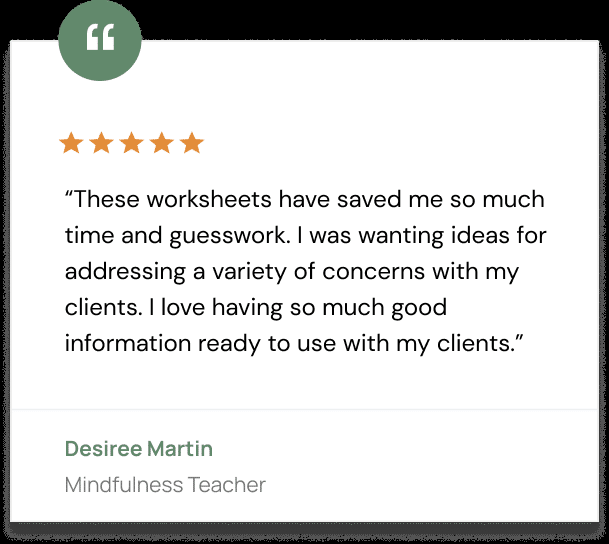 “
“These worksheets have saved me so much
time and guesswork. I was wanting ideas for
addressing a variety of concerns with my
clients. I love having so much good
information ready to use with my clients.”
Desiree Martin
Mindfulness Teacher